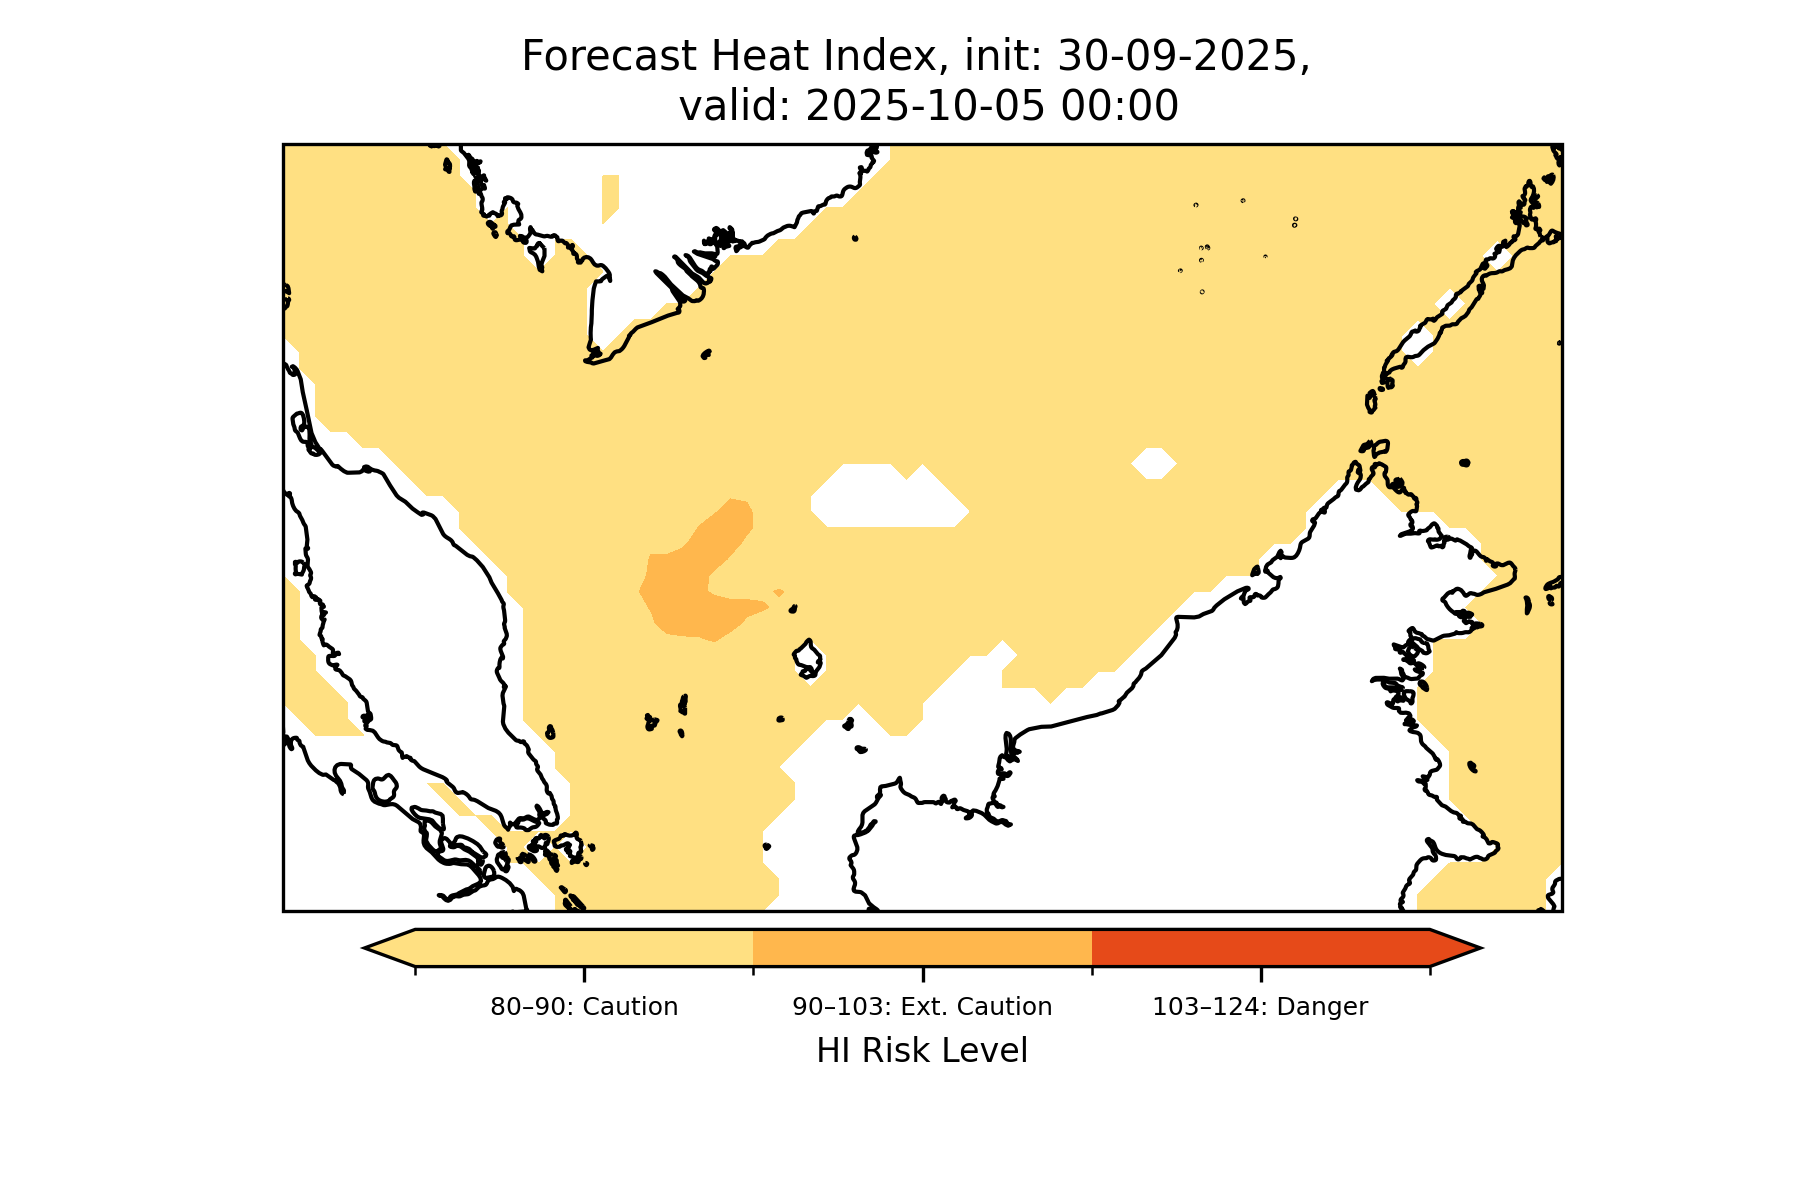 Forecast Heat Index, init: 30-09-2025,
valid: 2025-10-05 00:00
80–90: Caution
90–103: Ext. Caution
103–124: Danger
HI Risk Level